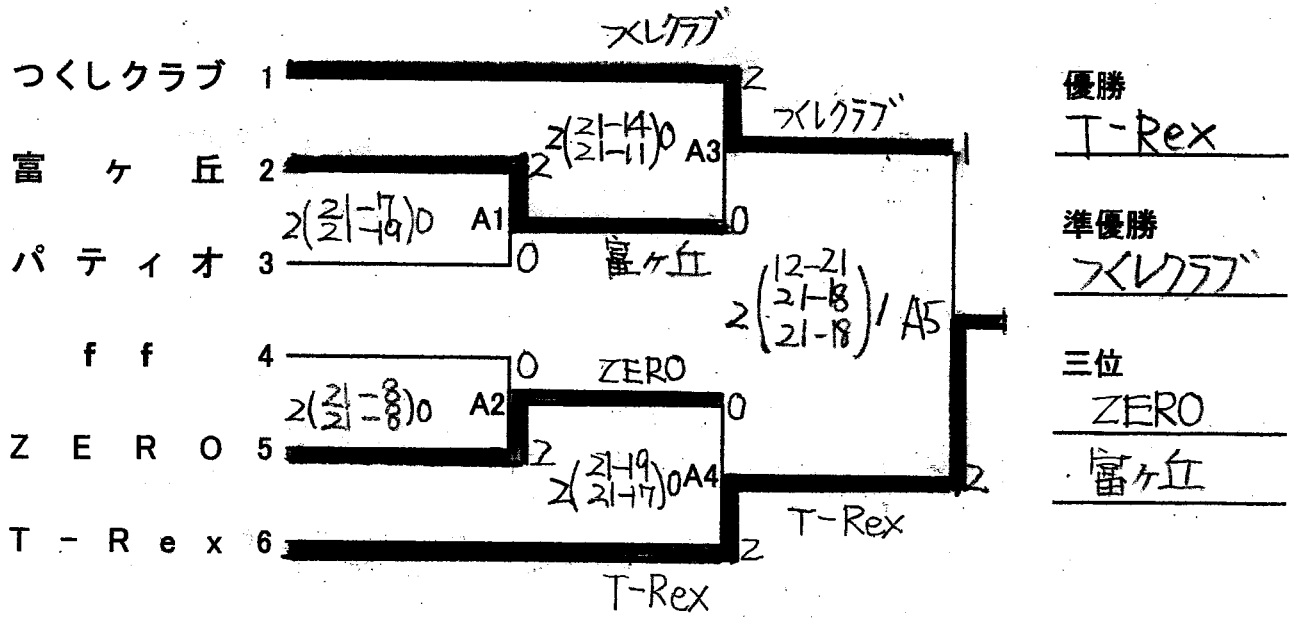 つくしクラブ
つくしクラブ 1
2
優勝
T-Rex
つくしクラブ
1
2(21-14 21-11)0 A3
富ヶ丘 2
2
2(21-7 21-19)0 A1
0
準優勝
つくしクラブ
パティオ 3
0
富ヶ丘
2(12-21 21-18 21-18)1 A5
ff 4
0
ZERO
0
三位
ZERO
富ヶ丘
2(21-8 21-8)0 A2
ZERO 5
2
2(21-19 21-17)0 A4
2
T-Rex
T-Rex 6
2
T-Rex